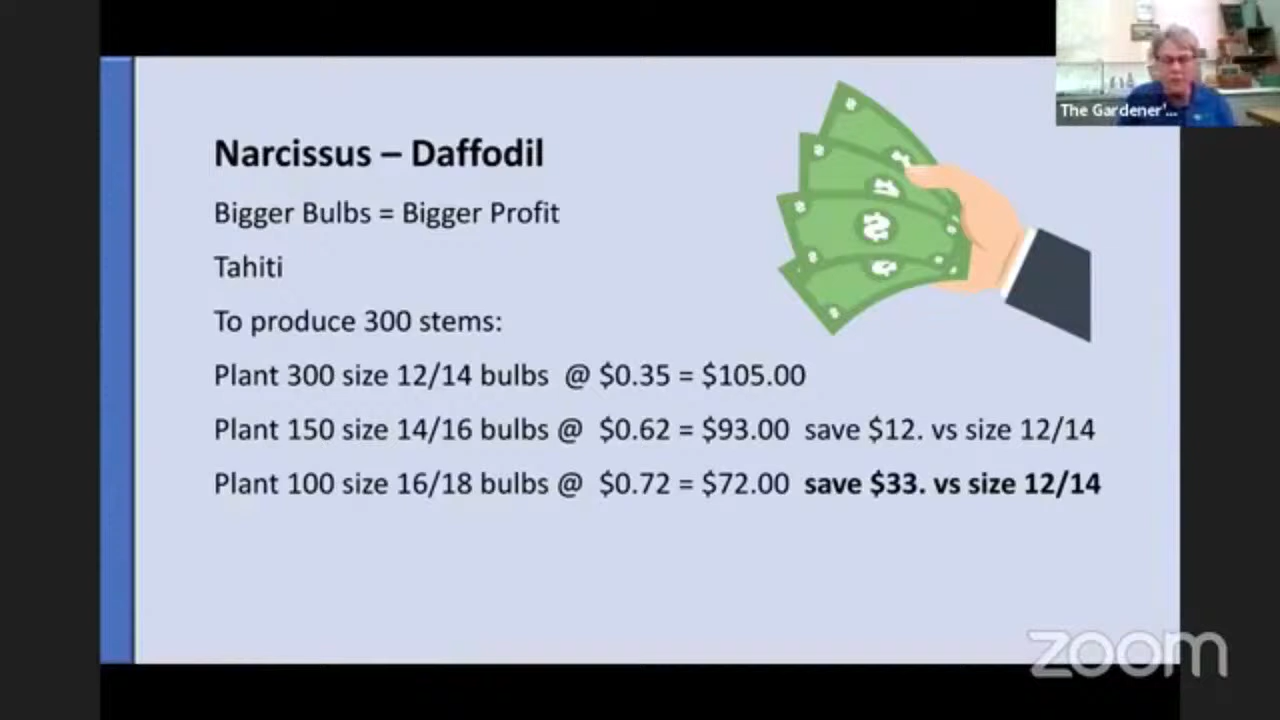 The Gardener'...
Narcissus – Daffodil
Bigger Bulbs = Bigger Profit
Tahiti
To produce 300 stems:
Plant 300 size 12/14 bulbs @ $0.35 = $105.00
Plant 150 size 14/16 bulbs @ $0.62 = $93.00 save $12. vs size 12/14
Plant 100 size 16/18 bulbs @ $0.72 = $72.00 save $33. vs size 12/14
zoom